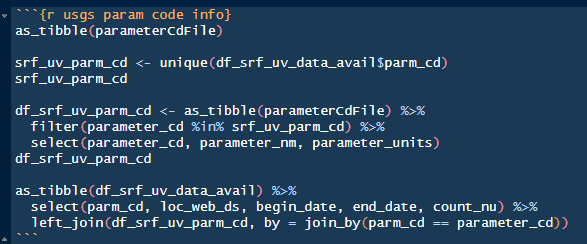 ```{r usgs param code info}
as_tibble(parameterCdFile)

srf_uv_parm_cd <- unique(df_srf_uv_data_avail$parm_cd)
srf_uv_parm_cd

df_srf_uv_parm_cd <- as_tibble(parameterCdFile) %>%
  filter(parameter_cd %in% srf_uv_parm_cd) %>%
  select(parameter_cd, parameter_nm, parameter_units)
df_srf_uv_parm_cd

as_tibble(df_srf_uv_data_avail) %>%
  select(parm_cd, loc_web_ds, begin_date, end_date, count_nu) %>%
  left_join(df_srf_uv_parm_cd, by = join_by(parm_cd == parameter_cd))
```